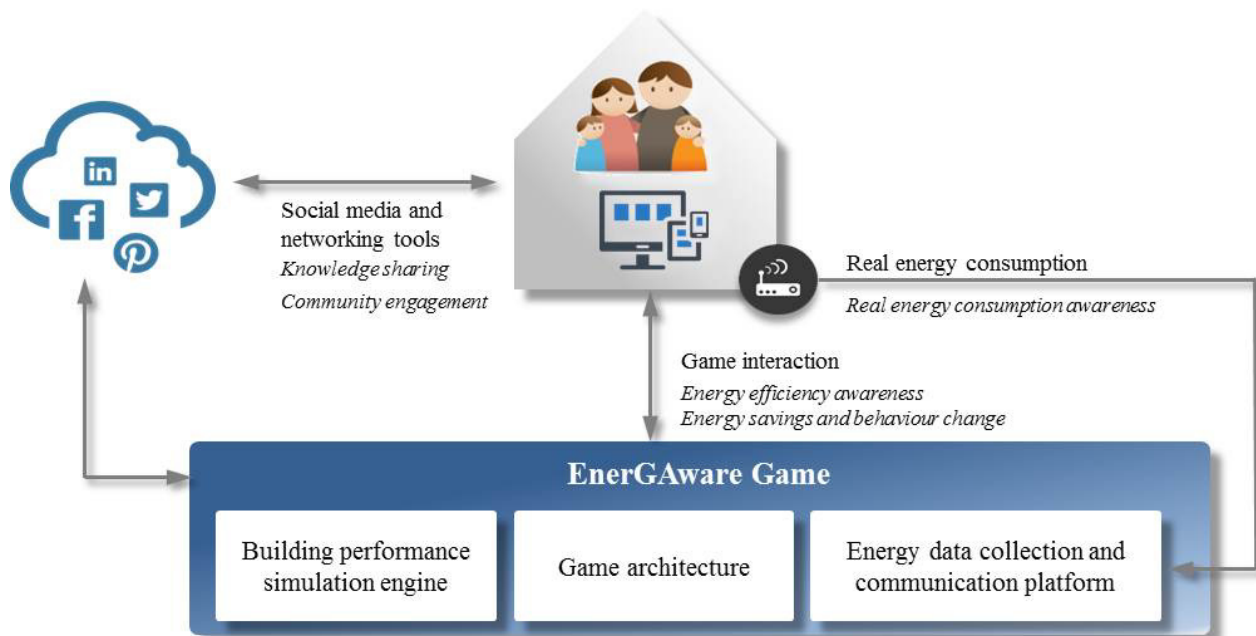 in
f
Social media and
networking tools
Knowledge sharing
Community engagement
Real energy consumption
Real energy consumption awareness
Game interaction
Energy efficiency awareness
Energy savings and behaviour change
EnerGAware Game
Building performance
simulation engine
Game architecture
Energy data collection and
communication platform